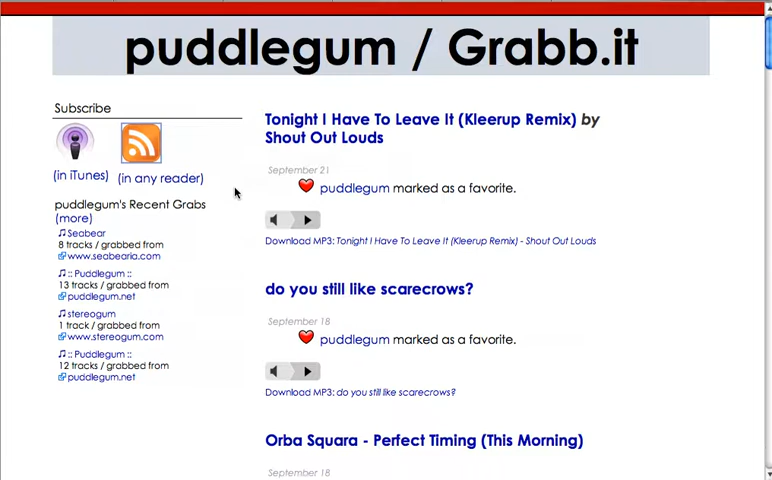 puddlegum / Grabb.it
Subscribe
(in iTunes)
(in any reader)
puddlegum's Recent Grabs
(more)
Seabear
8 tracks / grabbed from
www.seabearia.com
:: Puddlegum ::
13 tracks / grabbed from
puddlegum.net
stereogum
1 track / grabbed from
www.stereogum.com
:: Puddlegum ::
12 tracks / grabbed from
puddlegum.net
Tonight I Have To Leave It (Kleerup Remix) by
Shout Out Louds
September 21
puddlegum marked as a favorite.
Download MP3: Tonight I Have To Leave It (Kleerup Remix) - Shout Out Louds
do you still like scarecrows?
September 18
puddlegum marked as a favorite.
Download MP3: do you still like scarecrows?
Orba Squara - Perfect Timing (This Morning)
September 18